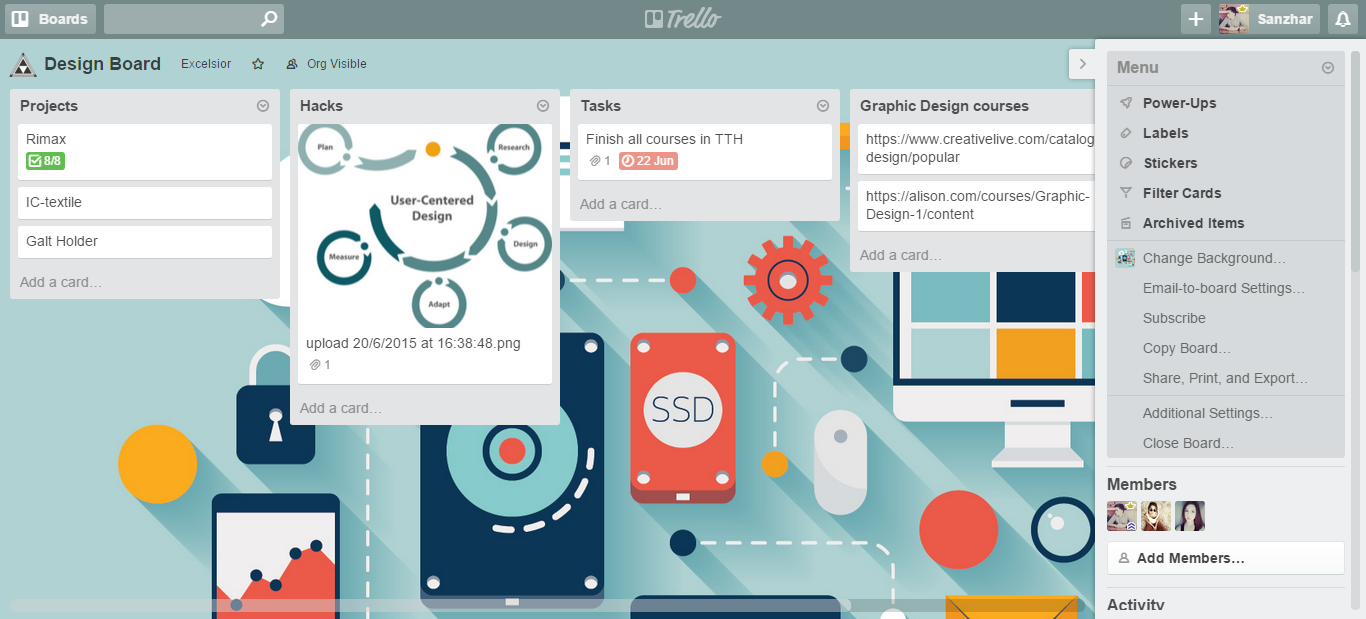 Boards
Trello
Sanzhar
Design Board
Excelsior
Org Visible
Projects
Rimax
8/8
IC-textile
Galt Holder
Add a card…
Hacks
Plan
Research
User-Centered
Design
Measure
Design
Adapt
upload 20/6/2015 at 16:38:48.png
1
Add a card…
Tasks
Finish all courses in TTH
1
22 Jun
Add a card…
Graphic Design courses
https://www.creativelive.com/catalog
design/popular
https://alison.com/courses/Graphic-
Design-1/content
Add a card…
SSD
Menu
Power-Ups
Labels
Stickers
Filter Cards
Archived Items
Change Background…
Email-to-board Settings…
Subscribe
Copy Board…
Share, Print, and Export…
Additional Settings…
Close Board…
Members
Add Members…
Activity